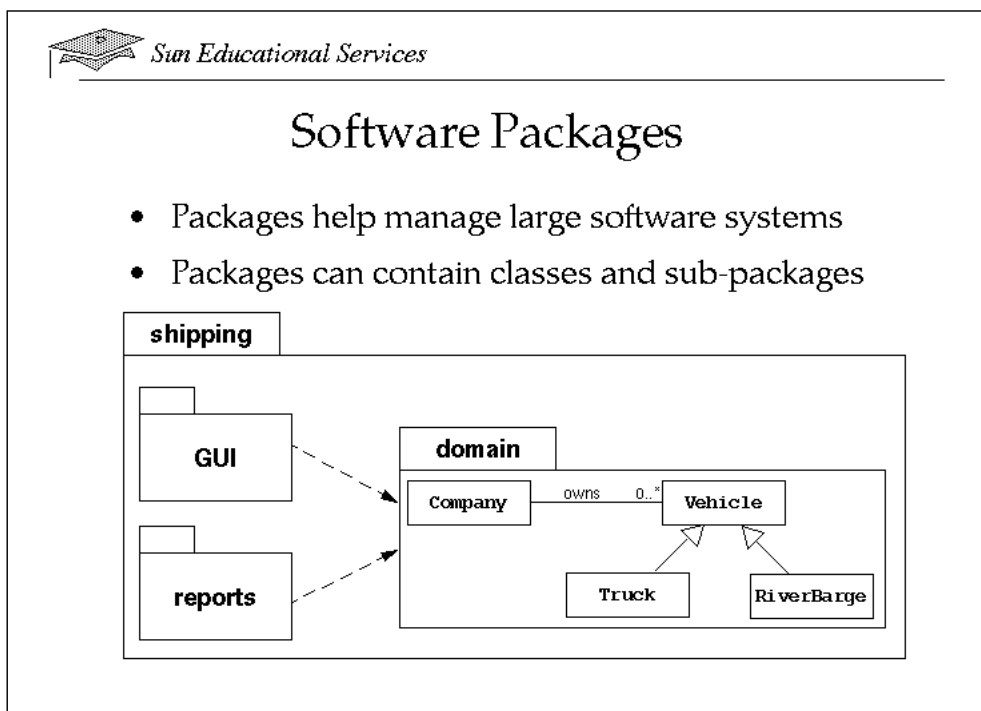 Sun Educational Services
Software Packages
• Packages help manage large software systems
• Packages can contain classes and sub-packages
shipping
GUI
reports
domain
Company
owns
0..*
Vehicle
Truck
RiverBarge